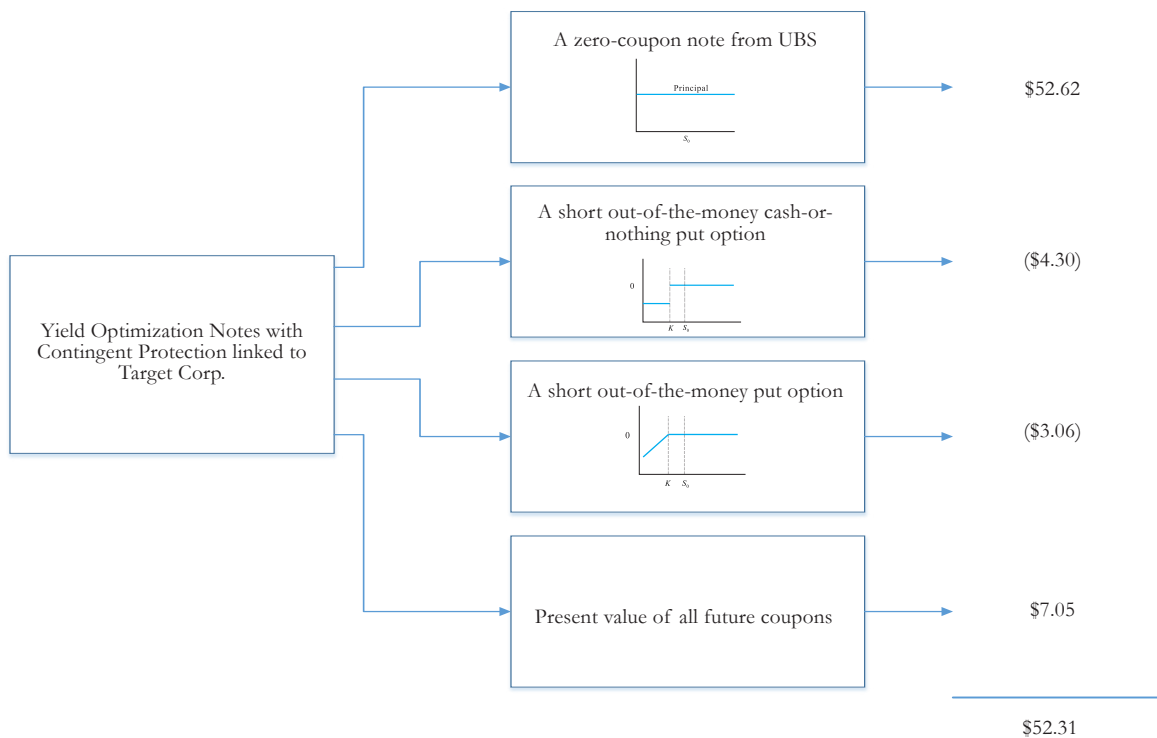 A zero-coupon note from UBS
Principal
S0
$52.62
A short out-of-the-money cash-or-
nothing put option
0
K S0
($4.30)
Yield Optimization Notes with
Contingent Protection linked to
Target Corp.
A short out-of-the-money put option
0
K S0
($3.06)
Present value of all future coupons
$7.05
$52.31